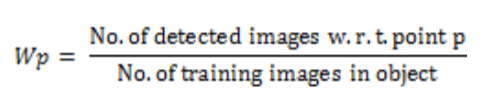 No. of detected images w. r. t. point p
Wp =
No. of training images in object